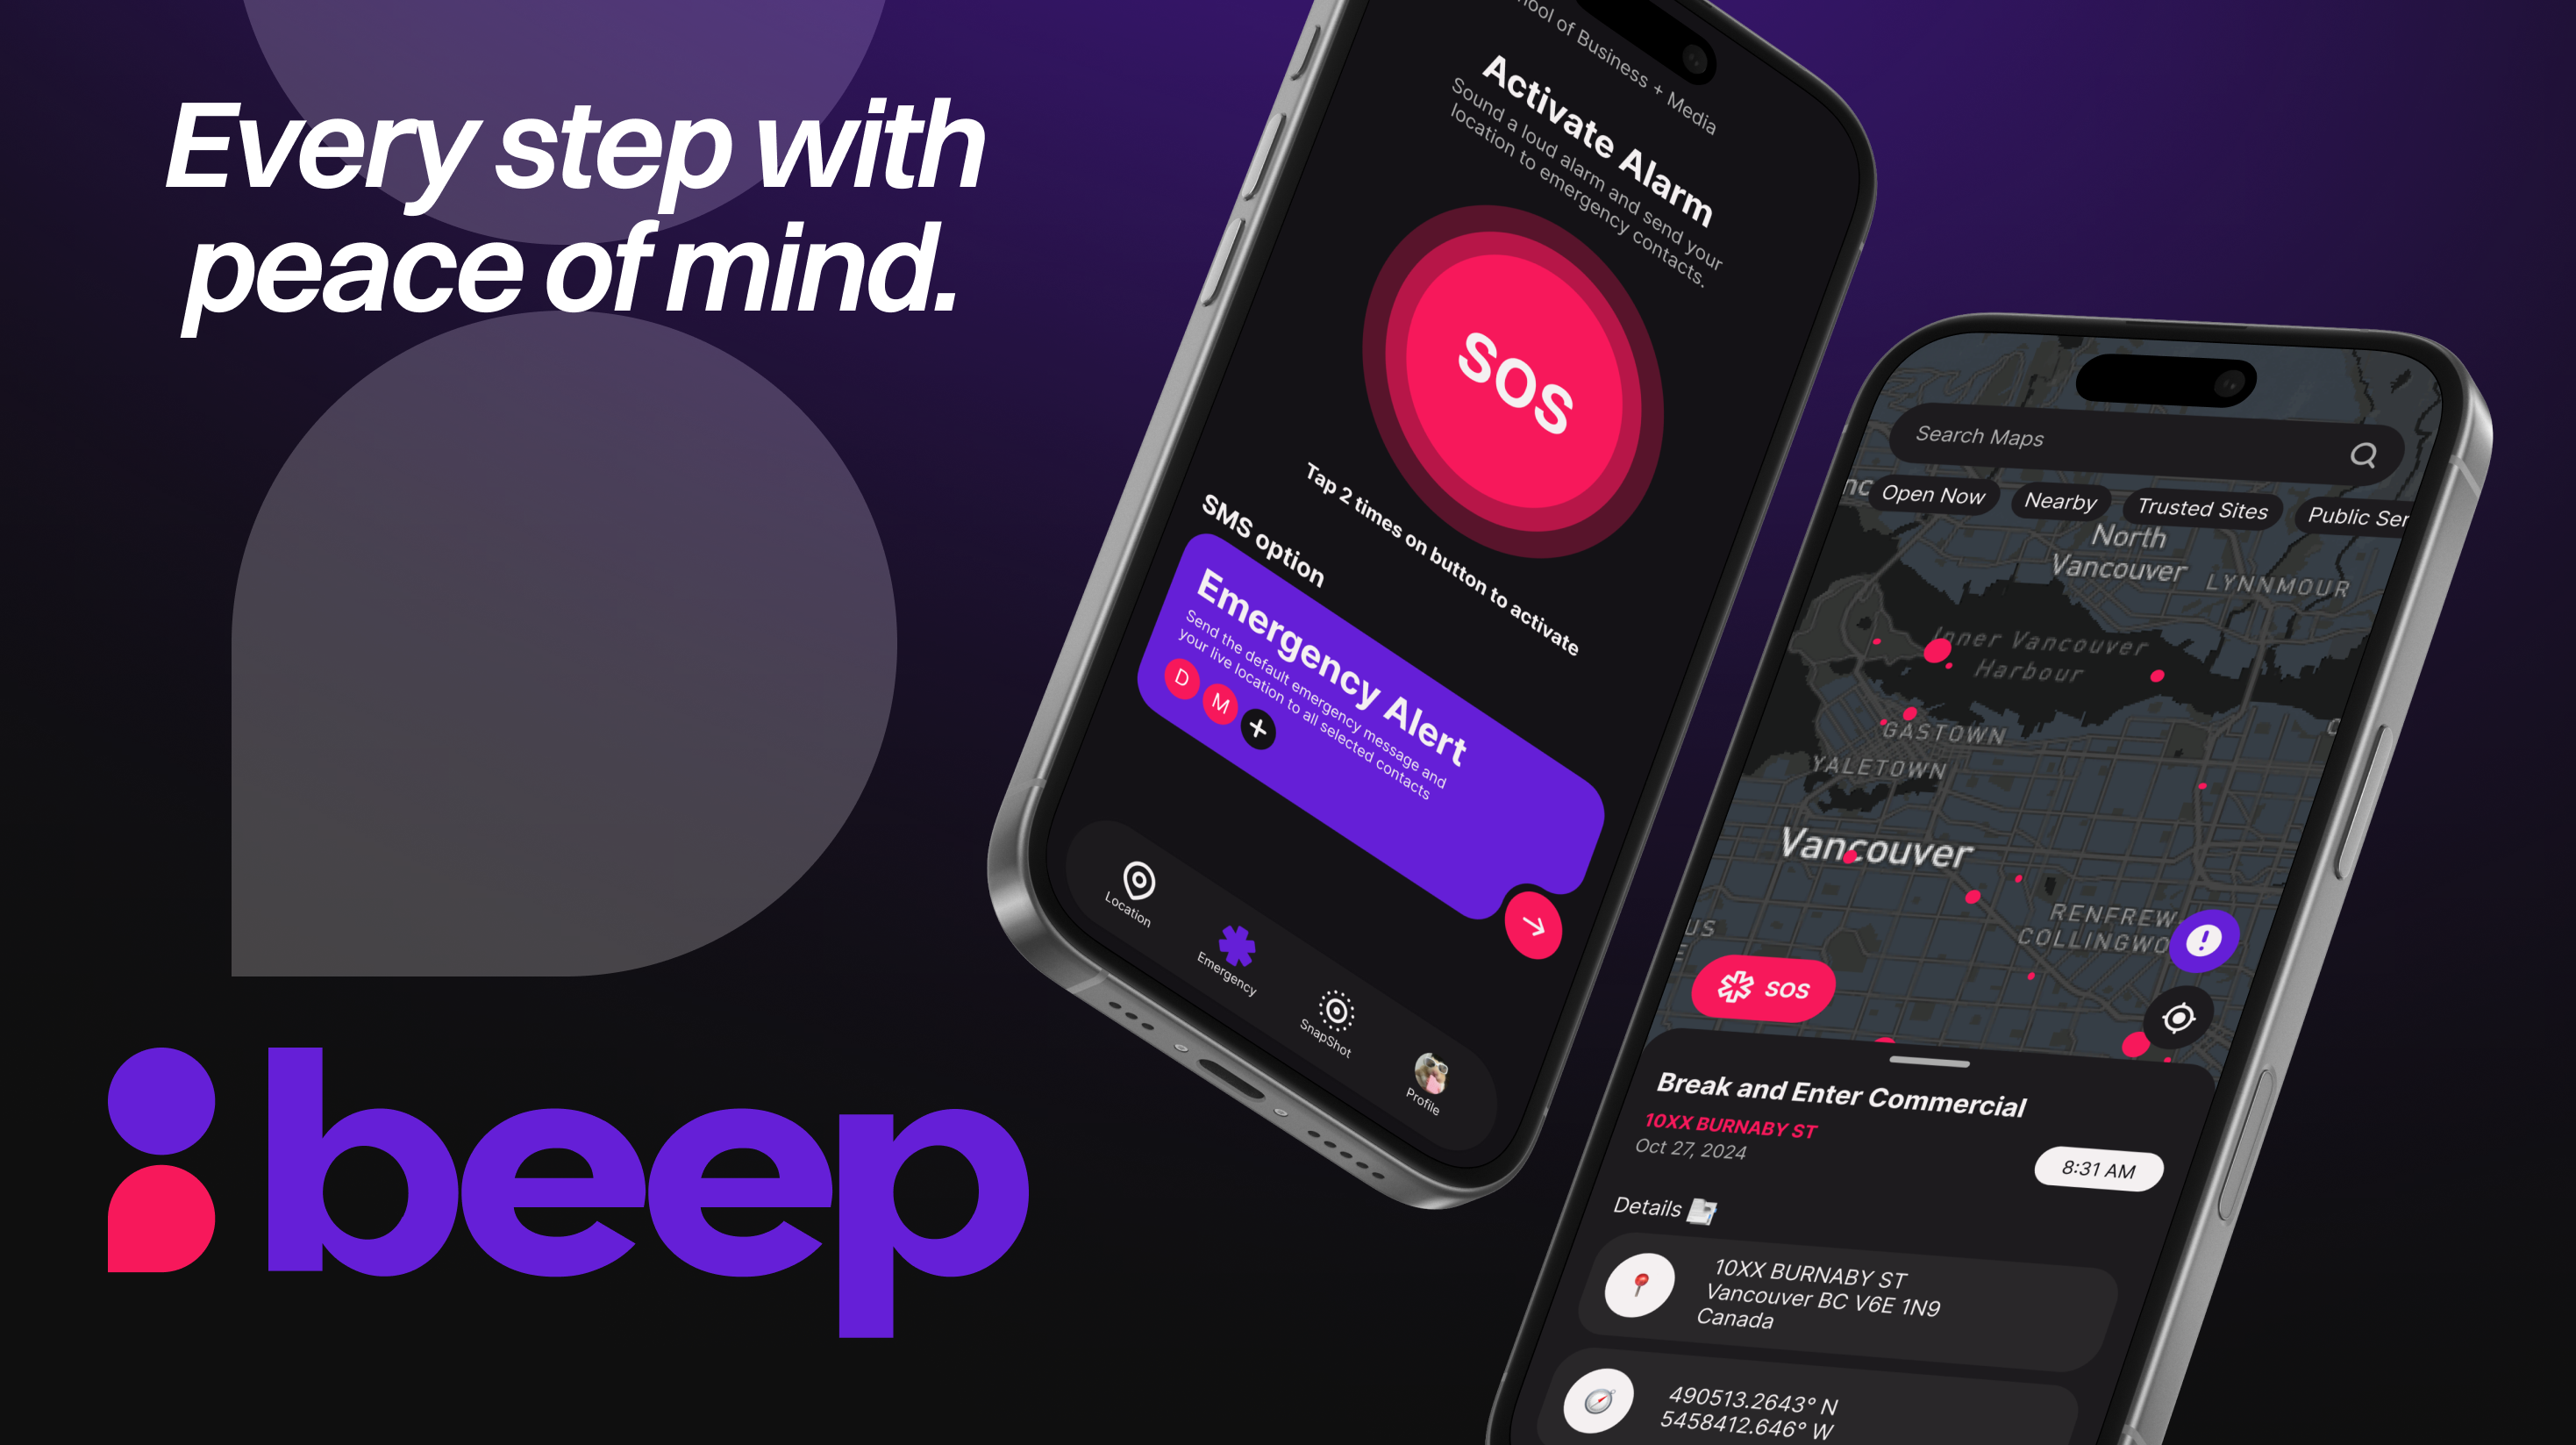 Every step with
peace of mind.
beep
School of Business + Media
Activate Alarm
Sound a loud alarm and send your
location to emergency contacts.
SOS
Tap 2 times on button to activate
SMS option
Emergency Alert
Send the default emergency message and
your live location to all selected contacts
D M +
Location
Emergency
SnapShot
Profile
Search Maps
Open Now Nearby Trusted Sites Public Ser
North
Vancouver
LYNNMOUR
Inner Vancouver
Harbour
GASTOWN
YALETOWN
Vancouver
RENFREW-
COLLINGWO
SOS
Break and Enter Commercial
10XX BURNABY ST
Oct 27, 2024
8:31 AM
Details
10XX BURNABY ST
Vancouver BC V6E 1N9
Canada
490513.2643° N
5458412.646° W